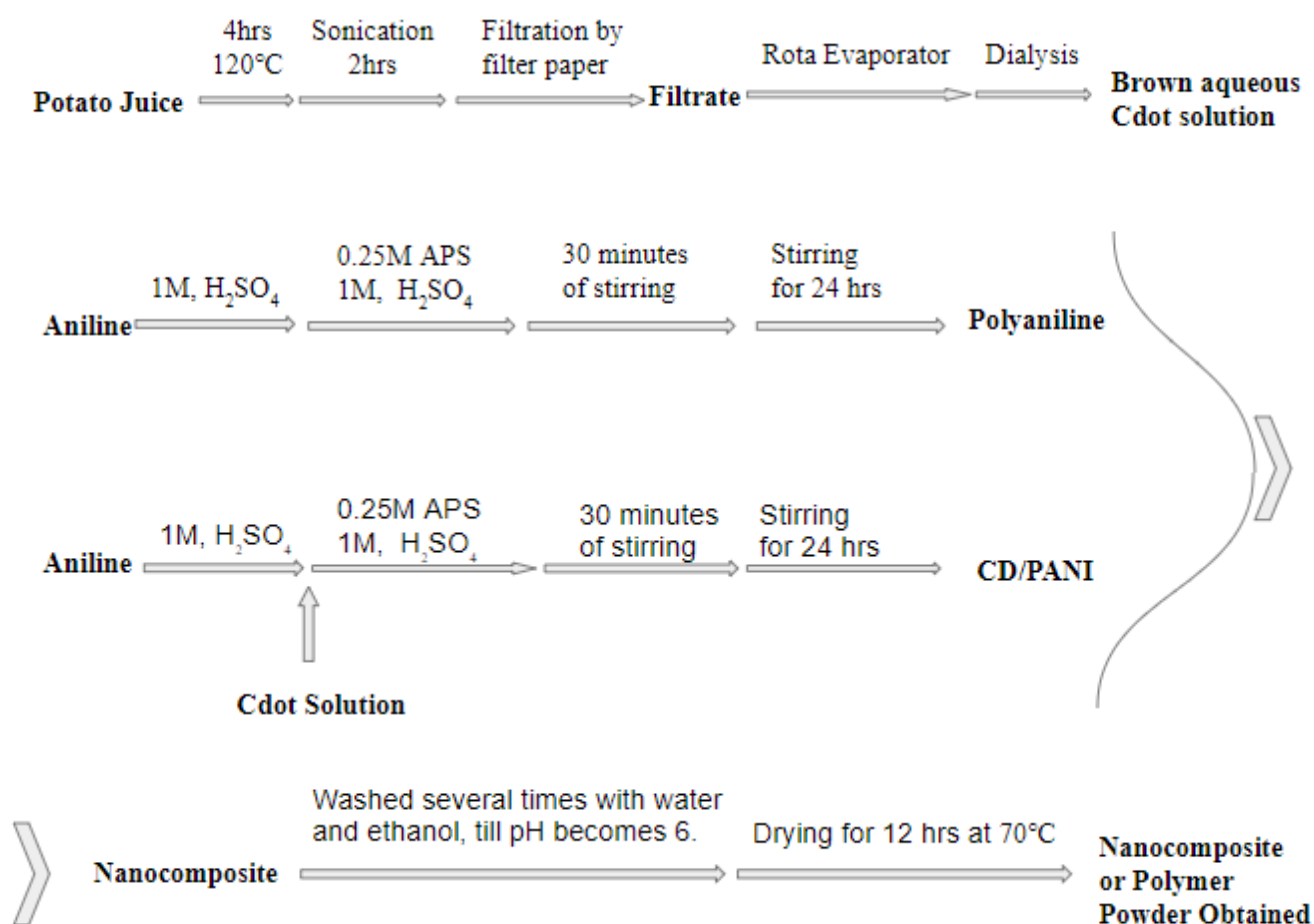 4hrs
120℃
Sonication
2hrs
Filtration by
filter paper
Rota Evaporator
Dialysis
Potato Juice
Filtrate
Brown aqueous
Cdot solution
1M, H₂SO₄
0.25M APS
1M, H₂SO₄
30 minutes
of stirring
Stirring
for 24 hrs
Aniline
Polyaniline
1M, H₂SO₄
0.25M APS
1M, H₂SO₄
30 minutes
of stirring
Stirring
for 24 hrs
Aniline
CD/PANI
Cdot Solution
Washed several times with water
and ethanol, till pH becomes 6.
Drying for 12 hrs at 70℃
Nanocomposite
Nanocomposite
or Polymer
Powder Obtained